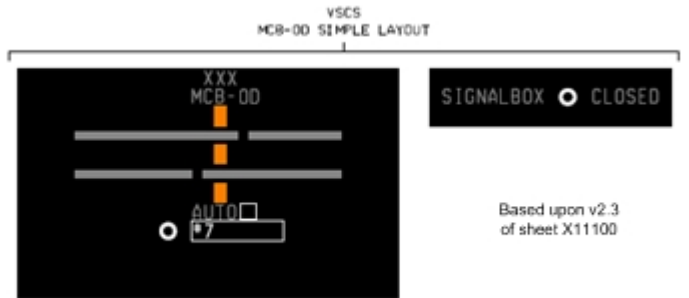 VSCS
MCB-OD SIMPLE LAYOUT
XXX
MCB-OD
SIGNALBOX CLOSED
AUTO
*7
Based upon v2.3
of sheet X11100